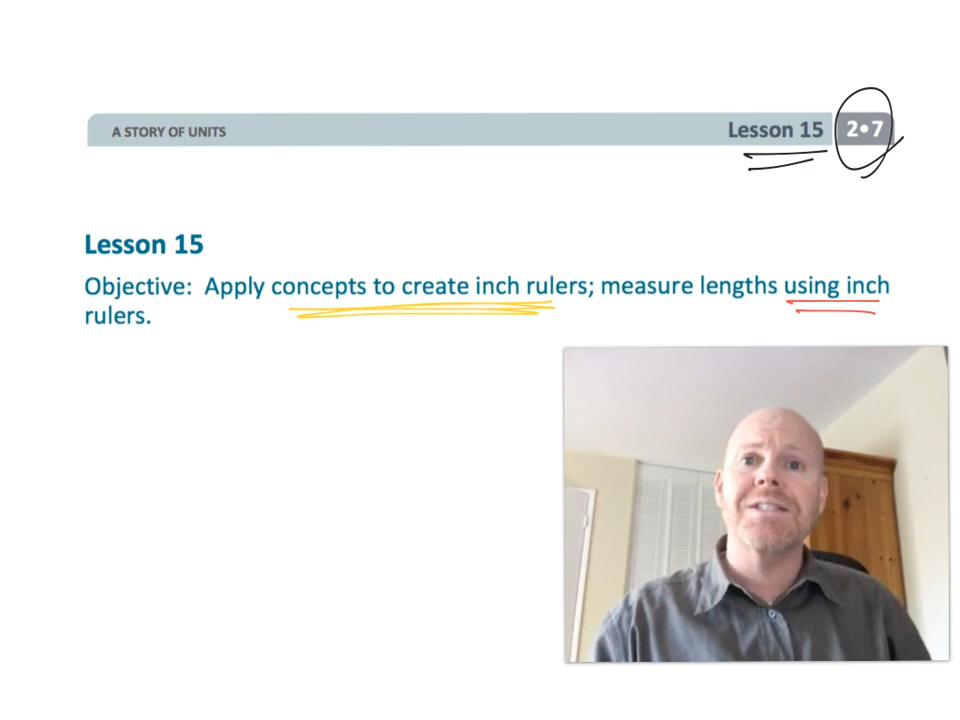 A STORY OF UNITS
Lesson 15
2•7
Lesson 15
Objective: Apply concepts to create inch rulers; measure lengths using inch
rulers.